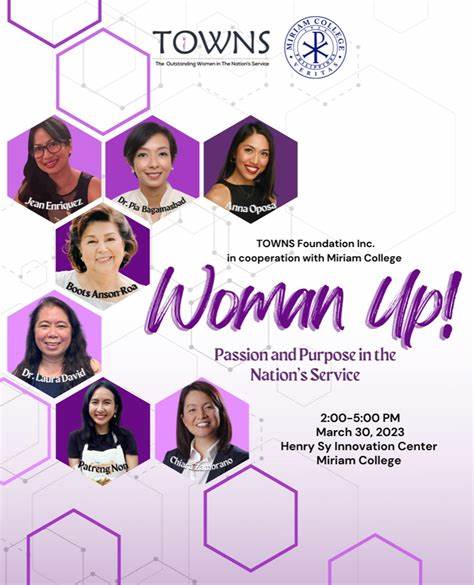 TOWNS
The Outstanding Women in The Nation's Service
MIRIAM COLLEGE
PHILIPPINES
VERITAS
Jean Enriquez
Dr. Pia Bagamasbad
Anna Oposa
Boots Anson Roa
TOWNS Foundation Inc.
in cooperation with Miriam College
Woman Up!
Passion and Purpose in the
Nation's Service
Dr. Laura David
Patreng Non
Chiara Zambrano
2:00-5:00 PM
March 30, 2023
Henry Sy Innovation Center
Miriam College